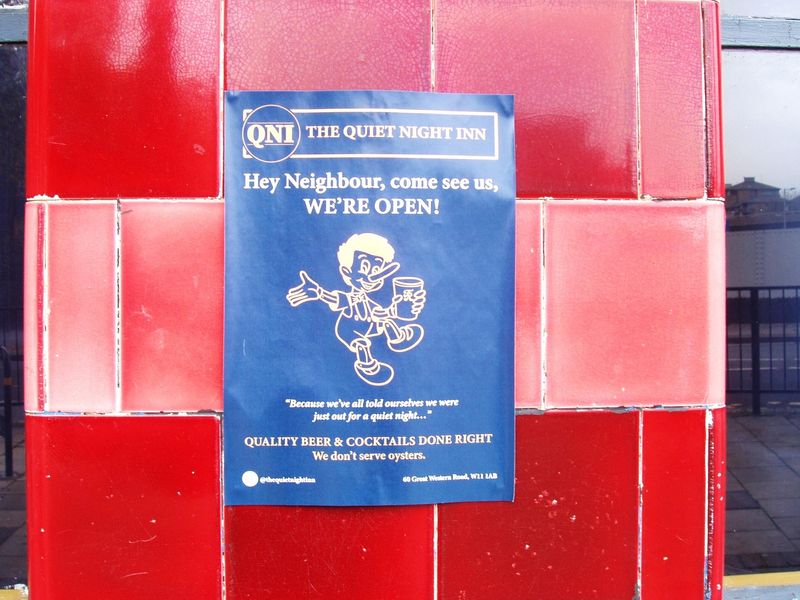 QNI THE QUIET NIGHT INN
Hey Neighbour, come see us,
WE'RE OPEN!
"Because we've all told ourselves we were
just out for a quiet night..."
QUALITY BEER & COCKTAILS DONE RIGHT
We don't serve oysters.
@thequietnightinn 60 Great Western Road, W11 1AB